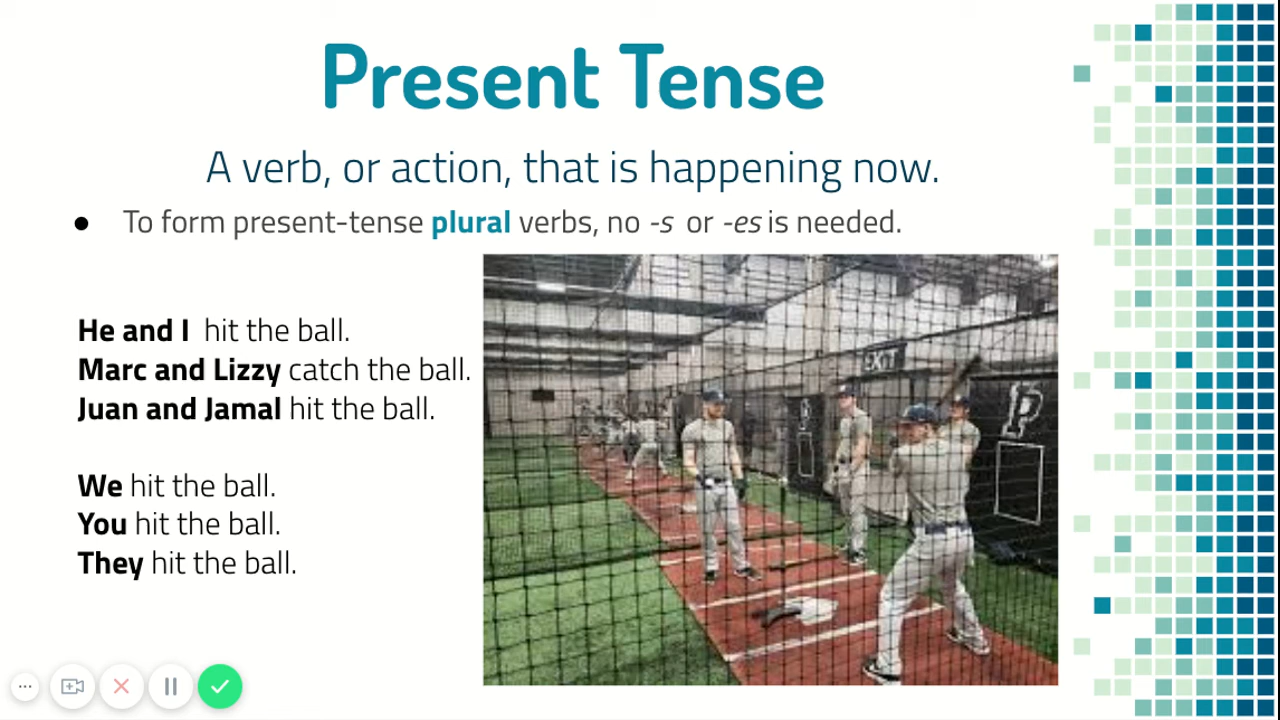 Present Tense
A verb, or action, that is happening now.
● To form present-tense plural verbs, no -s or -es is needed.
He and I hit the ball.
Marc and Lizzy catch the ball.
Juan and Jamal hit the ball.
We hit the ball.
You hit the ball.
They hit the ball.
EXIT
P